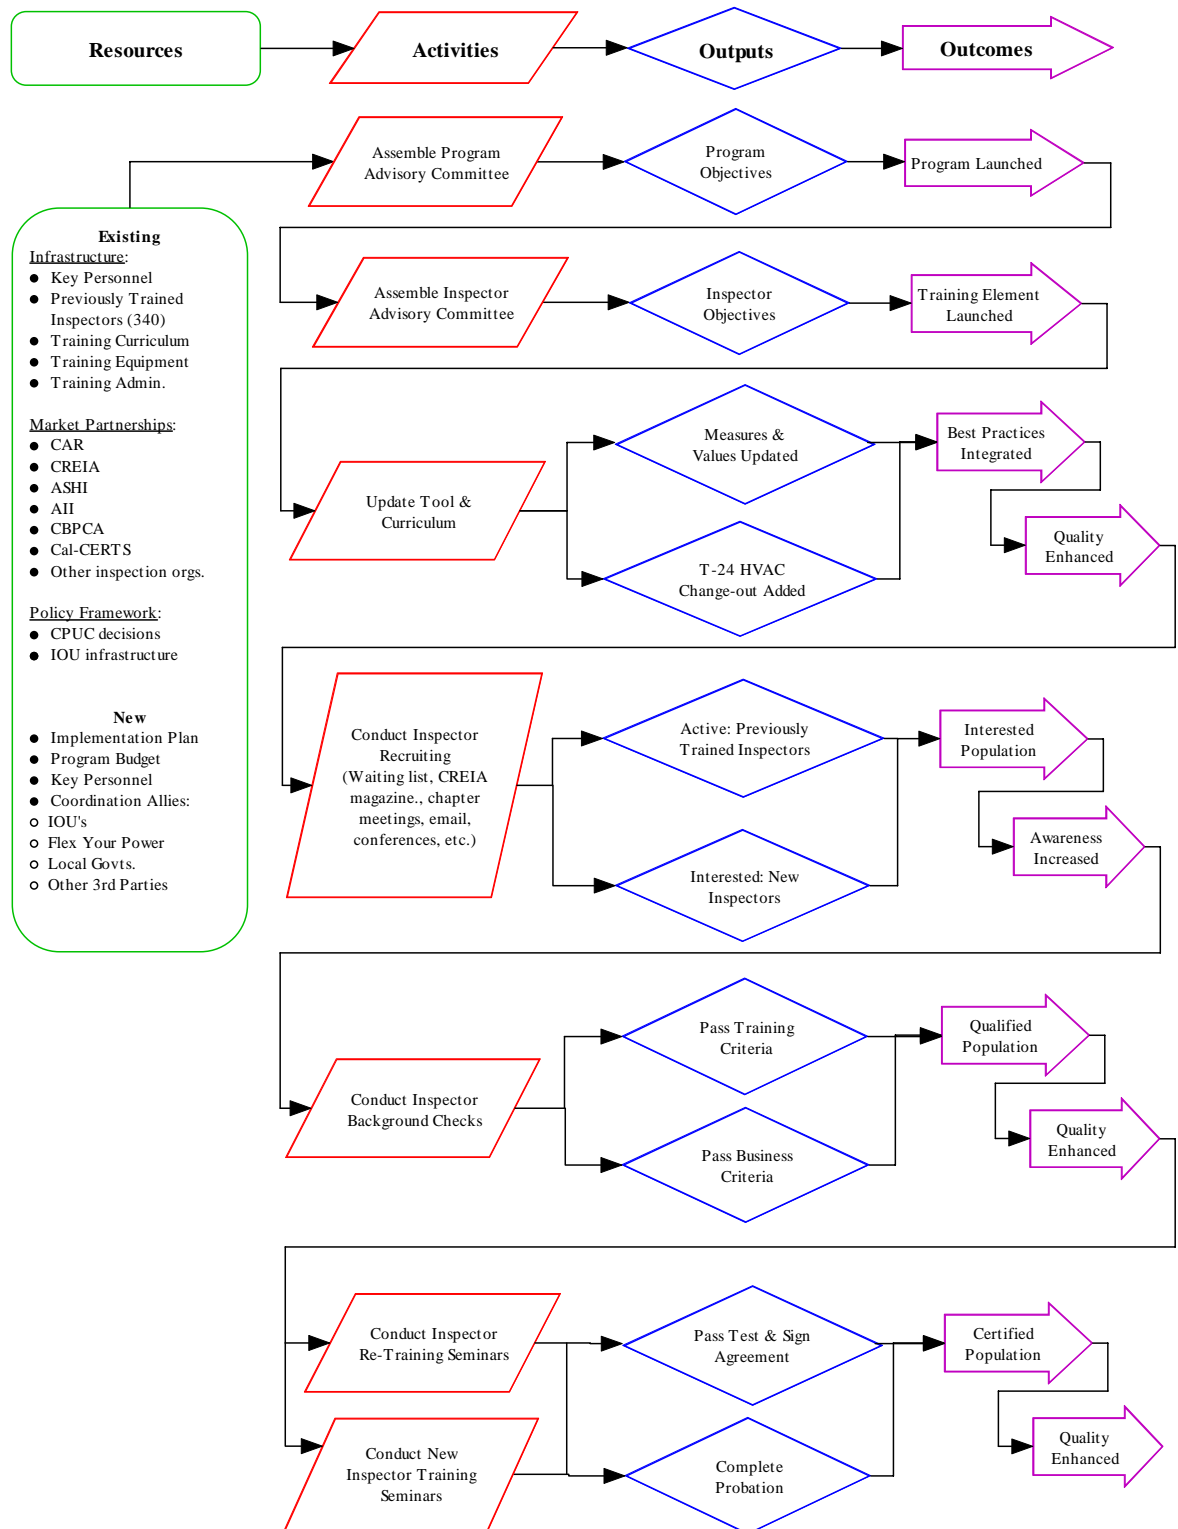 Resources
Activities
Outputs
Outcomes
Assemble Program
Advisory Committee
Program
Objectives
Program Launched
Existing
Infrastructure:
● Key Personnel
● Previously Trained
Inspectors (340)
● Training Curriculum
● Training Equipment
● Training Admin.
Market Partnerships:
● CAR
● CREIA
● ASHI
● AII
● CBPCA
● Cal-CERTS
● Other inspection orgs.
Policy Framework:
● CPUC decisions
● IOU infrastructure
New
● Implementation Plan
● Program Budget
● Key Personnel
● Coordination Allies:
○ IOU's
○ Flex Your Power
○ Local Govts.
○ Other 3rd Parties
Assemble Inspector
Advisory Committee
Inspector
Objectives
Training Element
Launched
Update Tool &
Curriculum
Measures &
Values Updated
T-24 HVAC
Change-out Added
Best Practices
Integrated
Quality
Enhanced
Conduct Inspector
Recruiting
(Waiting list, CREIA
magazine., chapter
meetings, email,
conferences, etc.)
Active: Previously
Trained Inspectors
Interested: New
Inspectors
Interested
Population
Awareness
Increased
Conduct Inspector
Background Checks
Pass Training
Criteria
Pass Business
Criteria
Qualified
Population
Quality
Enhanced
Conduct Inspector
Re-Training Seminars
Pass Test & Sign
Agreement
Certified
Population
Conduct New
Inspector Training
Seminars
Complete
Probation
Quality
Enhanced